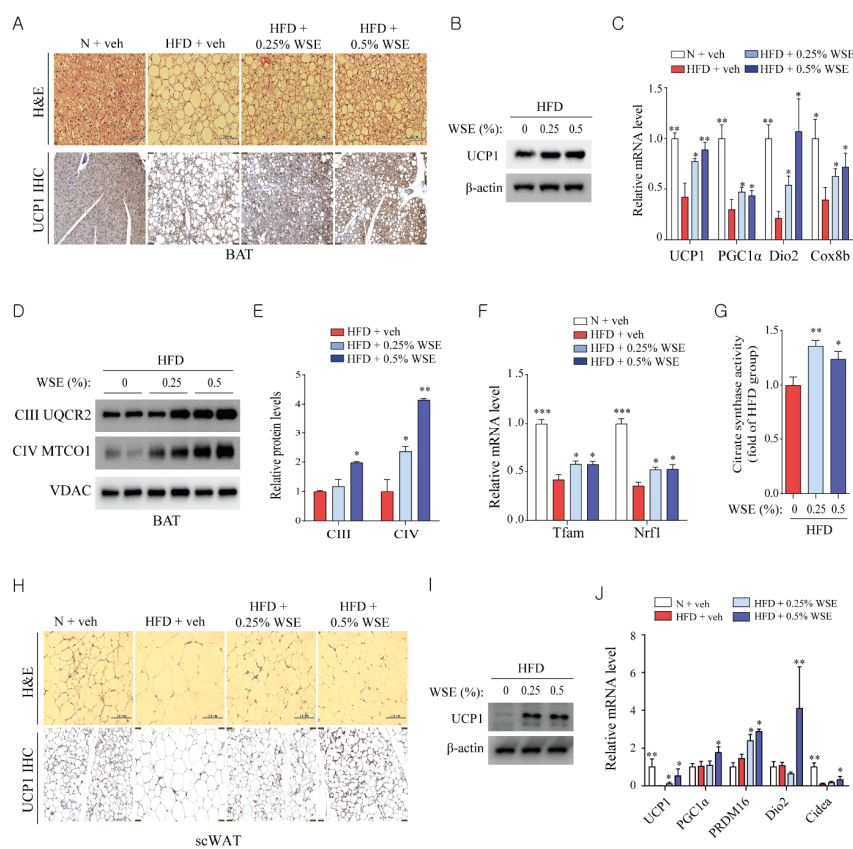 A
N + veh
HFD + veh
HFD +
0.25% WSE
HFD +
0.5% WSE
H&E
UCP1 IHC
BAT
B
HFD
WSE (%): 0 0.25 0.5
UCP1
β-actin
C
N + veh
HFD + veh
HFD + 0.25% WSE
HFD + 0.5% WSE
Relative mRNA level
1.5
1.0
0.5
0
** * ** ** * * ** * * * * *
UCP1 PGC1α Dio2 Cox8b
D
HFD
WSE (%): 0 0.25 0.5
CIII UQCR2
CIV MTCO1
VDAC
BAT
E
HFD + veh
HFD + 0.25% WSE
HFD + 0.5% WSE
Relative protein levels
5
4
2
1
0
* * **
CIII CIV
F
N + veh
HFD + veh
HFD + 0.25% WSE
HFD + 0.5% WSE
Relative mRNA level
1.5
1.0
0.5
0.0
*** * * *** * *
Tfam Nrf1
G
Citrate synthase activity
(fold of HFD group)
1.5
1.0
0.5
0.0
** *
WSE (%): 0 0.25 0.5
HFD
H
N + veh
HFD + veh
HFD +
0.25% WSE
HFD +
0.5% WSE
H&E
UCP1 IHC
scWAT
I
HFD
WSE (%): 0 0.25 0.5
UCP1
β-actin
J
N + veh
HFD + veh
HFD + 0.25% WSE
HFD + 0.5% WSE
Relative mRNA level
8
6
4
2
0
** * * * * * ** ** *
UCP1 PGC1α PRDM16 Dio2 Cidea